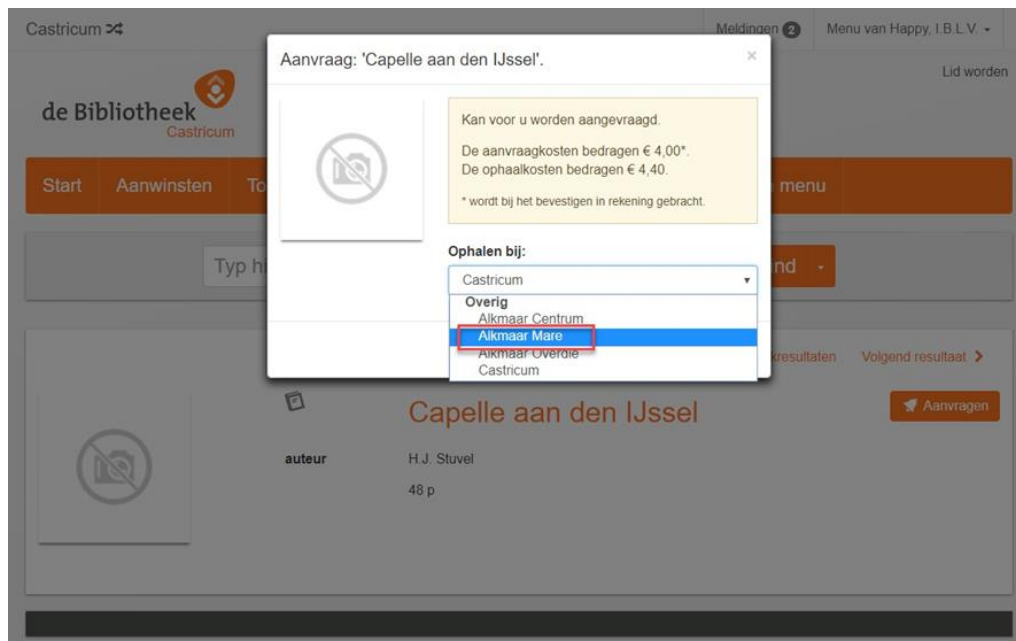 Castricum
Meldingen 2
Menu van Happy, I.B.L.V.
Lid worden
de Bibliotheek
Castricum
Start Aanwinsten To
menu
Typ hi
nd
Aanvraag: 'Capelle aan den IJssel'.
×
Kan voor u worden aangevraagd.
De aanvraagkosten bedragen € 4,00*.
De ophaalkosten bedragen € 4,40.
* wordt bij het bevestigen in rekening gebracht.
Ophalen bij:
Castricum
Overig
Alkmaar Centrum
Alkmaar Mare
Alkmaar Overdie
Castricum
kresultaten Volgend resultaat
Capelle aan den IJssel
Aanvragen
auteur H.J. Stuvel
48 p